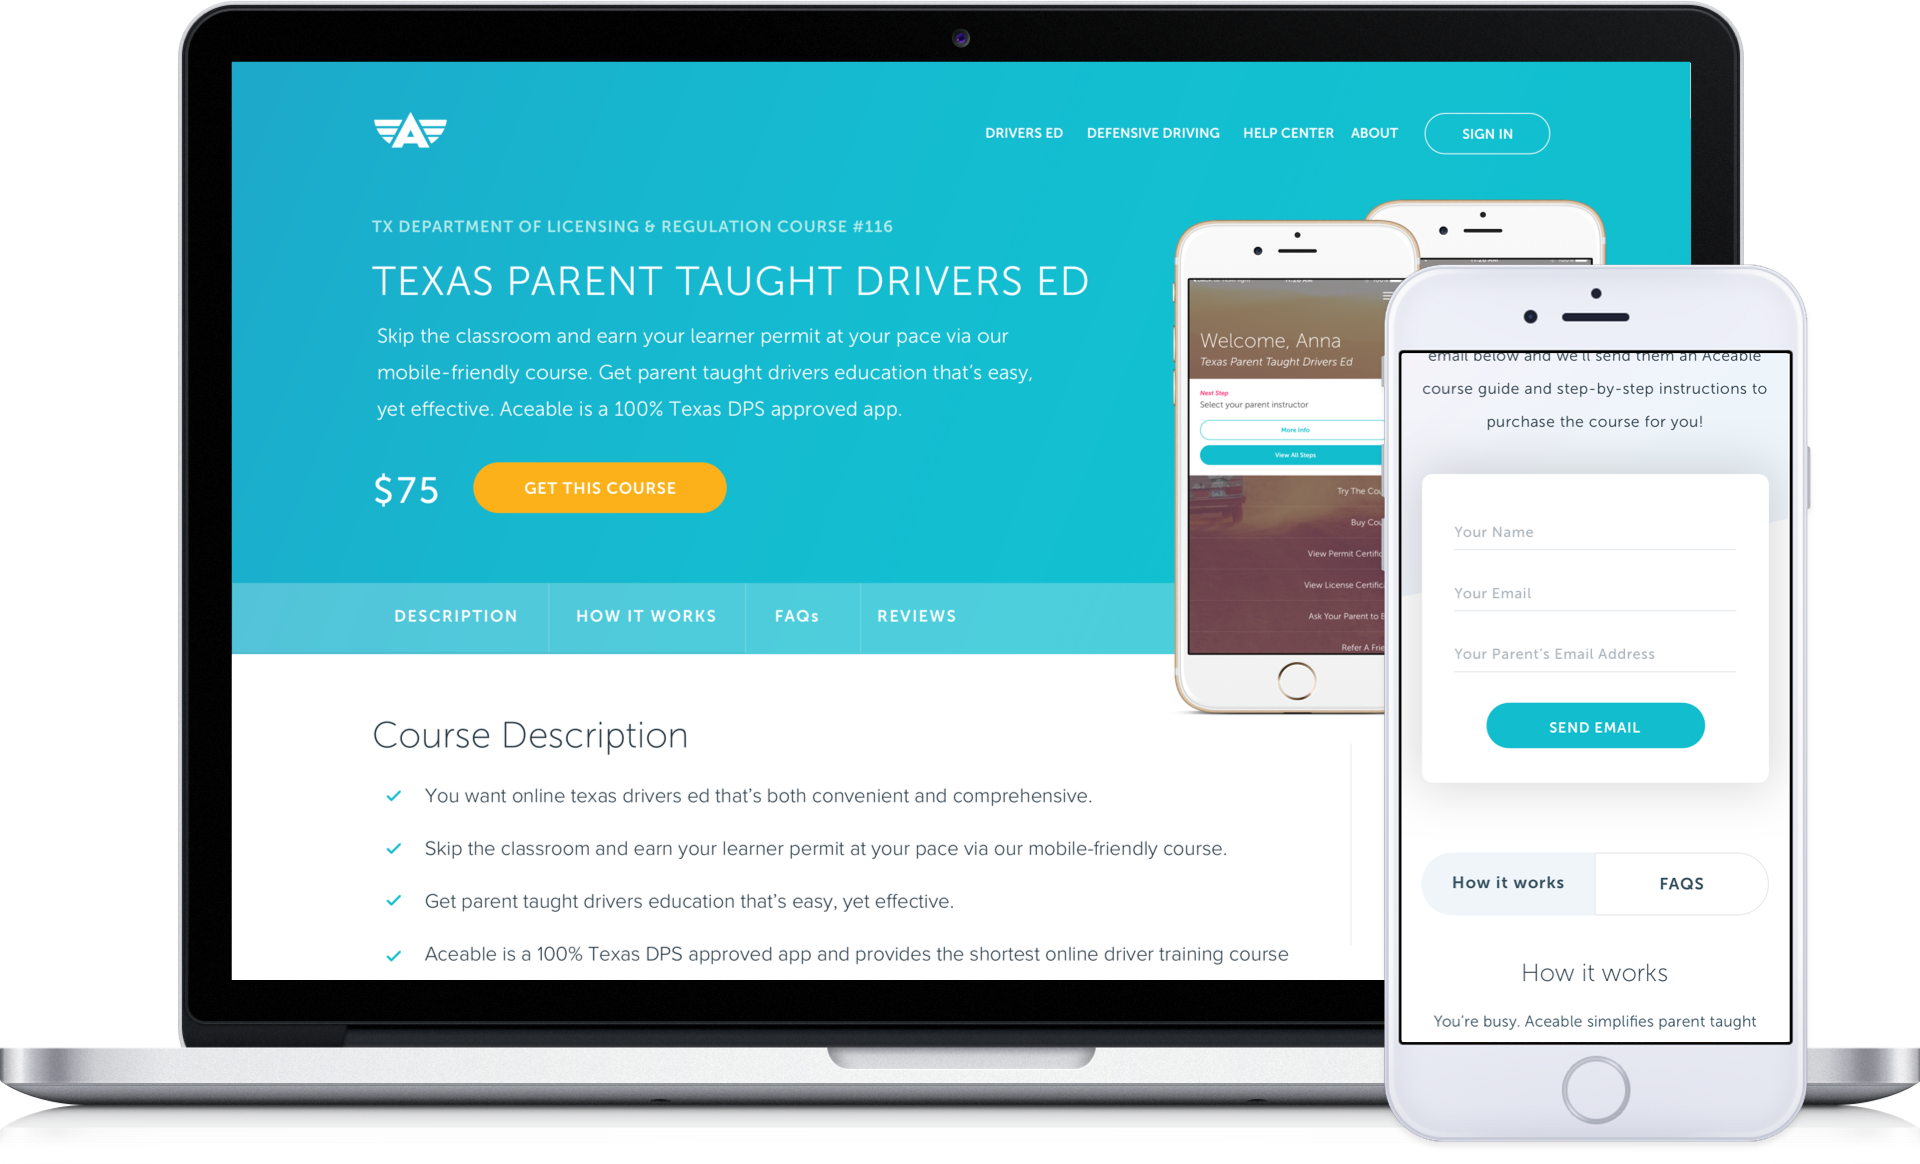 DRIVERS ED
DEFENSIVE DRIVING
HELP CENTER
ABOUT
SIGN IN
TX DEPARTMENT OF LICENSING & REGULATION COURSE #116
TEXAS PARENT TAUGHT DRIVERS ED
Skip the classroom and earn your learner permit at your pace via our
mobile-friendly course. Get parent taught drivers education that's easy,
yet effective. Aceable is a 100% Texas DPS approved app.
$75
GET THIS COURSE
DESCRIPTION
HOW IT WORKS
FAQs
REVIEWS
Course Description
You want online texas drivers ed that's both convenient and comprehensive.
Skip the classroom and earn your learner permit at your pace via our mobile-friendly course.
Get parent taught drivers education that's easy, yet effective.
Aceable is a 100% Texas DPS approved app and provides the shortest online driver training course
Welcome, Anna
Texas Parent Taught Drivers Ed
Next Step
Select your parent instructor
More Info
View All Steps
Try The Cou
Buy Cou
View Permit Certific
View License Certific
Ask Your Parent to B
Refer A Frie
email below and we'll send them an Aceable
course guide and step-by-step instructions to
purchase the course for you!
Your Name
Your Email
Your Parent's Email Address
SEND EMAIL
How it works
FAQS
How it works
You're busy. Aceable simplifies parent taught